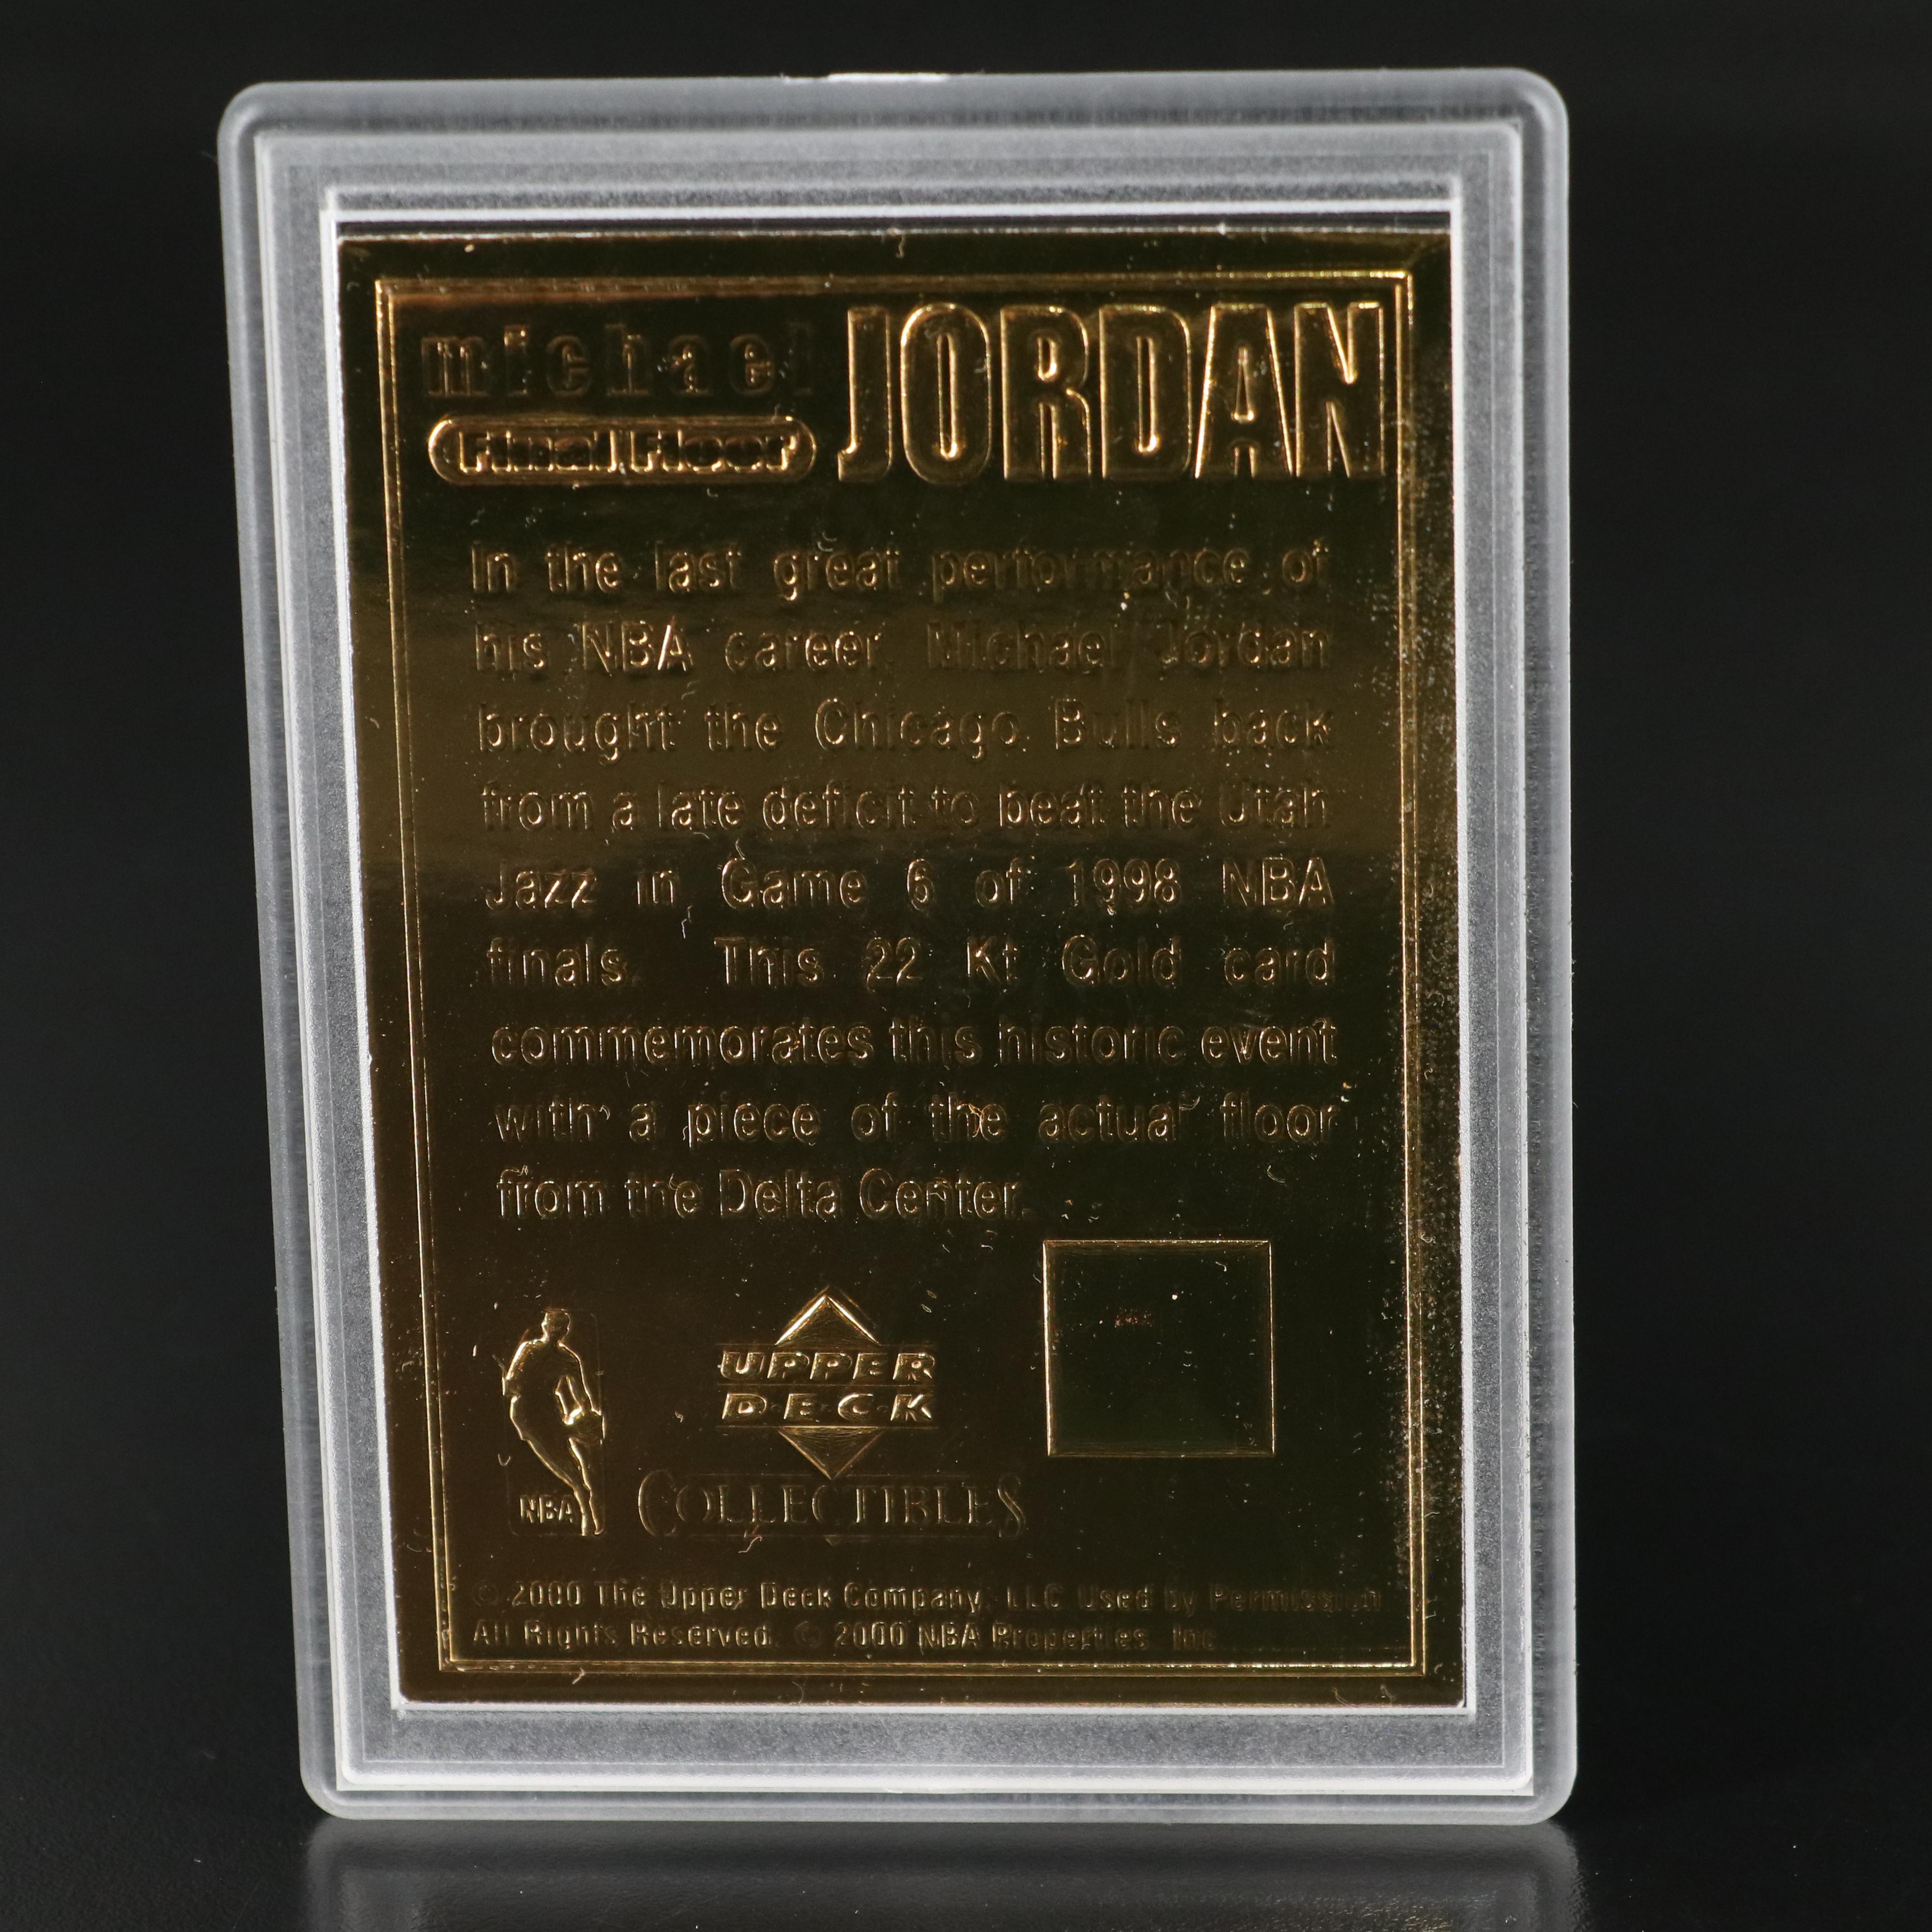 michael JORDAN
Final Floor
In the last great performance of
his NBA career, Michael Jordan
brought the Chicago Bulls back
from a late deficit to beat the Utah
Jazz in Game 6 of 1998 NBA
finals. This 22 Kt Gold card
commemorates this historic event
with a piece of the actual floor
from the Delta Center.
UPPER
DECK
NBA COLLECTIBLES
© 2000 The Upper Deck Company, LLC Used by Permission
All Rights Reserved. © 2000 NBA Properties, Inc.